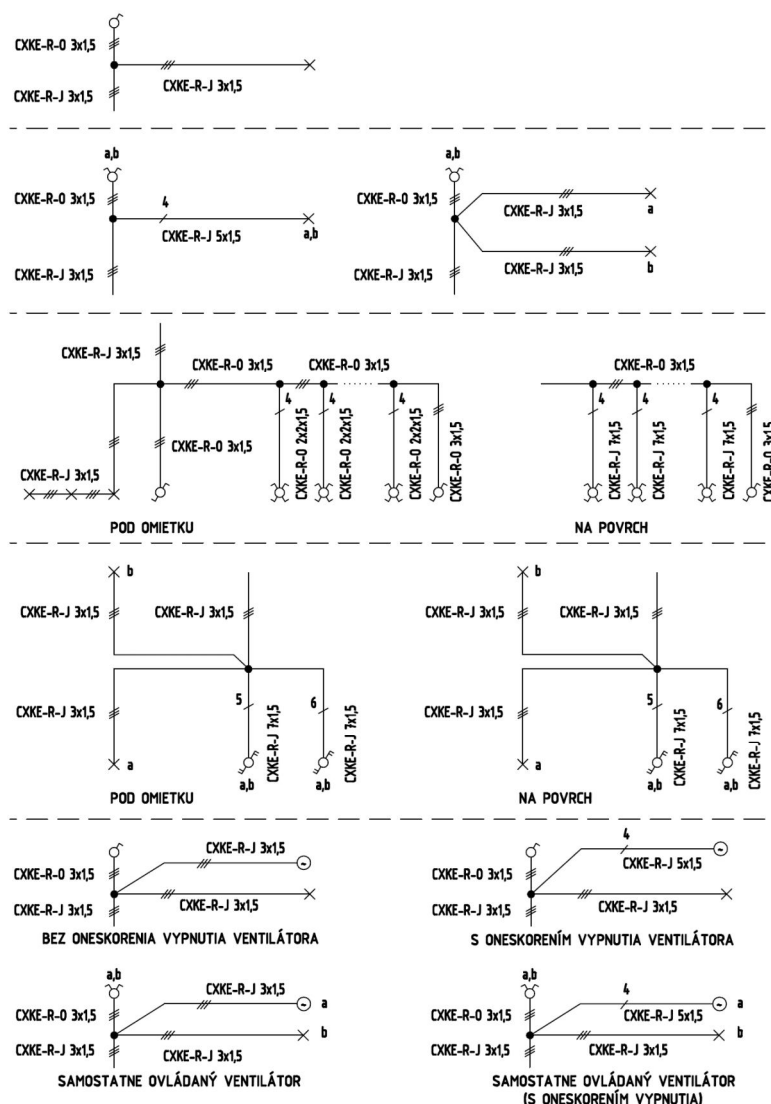 CXKE-R-O 3x1,5
CXKE-R-J 3x1,5
CXKE-R-J 3x1,5
a,b
CXKE-R-O 3x1,5
4
CXKE-R-J 5x1,5
a,b
CXKE-R-J 3x1,5
a,b
CXKE-R-O 3x1,5
CXKE-R-J 3x1,5
a
CXKE-R-J 3x1,5
b
CXKE-R-J 3x1,5
CXKE-R-J 3x1,5
CXKE-R-O 3x1,5
CXKE-R-O 3x1,5
4
4
4
CXKE-R-O 3x1,5
CXKE-R-O 2x2x1,5
CXKE-R-O 2x2x1,5
CXKE-R-O 2x2x1,5
CXKE-R-O 3x1,5
CXKE-R-J 3x1,5
POD OMIETKU
CXKE-R-O 3x1,5
4
4
4
CXKE-R-J 7x1,5
CXKE-R-J 7x1,5
CXKE-R-J 7x1,5
CXKE-R-O 3x1,5
NA POVRCH
b
CXKE-R-J 3x1,5
CXKE-R-J 3x1,5
CXKE-R-J 3x1,5
5
6
CXKE-R-J 7x1,5
CXKE-R-J 7x1,5
a
a,b
a,b
POD OMIETKU
b
CXKE-R-J 3x1,5
CXKE-R-J 3x1,5
CXKE-R-J 3x1,5
5
6
CXKE-R-J 7x1,5
CXKE-R-J 7x1,5
a
a,b
a,b
NA POVRCH
CXKE-R-J 3x1,5
CXKE-R-O 3x1,5
CXKE-R-J 3x1,5
CXKE-R-J 3x1,5
BEZ ONESKORENIA VYPNUTIA VENTILÁTORA
4
CXKE-R-J 5x1,5
CXKE-R-O 3x1,5
CXKE-R-J 3x1,5
CXKE-R-J 3x1,5
S ONESKORENÍM VYPNUTIA VENTILÁTORA
a,b
CXKE-R-J 3x1,5
a
CXKE-R-O 3x1,5
b
CXKE-R-J 3x1,5
CXKE-R-J 3x1,5
SAMOSTATNE OVLÁDANÝ VENTILÁTOR
a,b
4
a
CXKE-R-J 5x1,5
CXKE-R-O 3x1,5
b
CXKE-R-J 3x1,5
CXKE-R-J 3x1,5
SAMOSTATNE OVLÁDANÝ VENTILÁTOR
(S ONESKORENÍM VYPNUTIA)